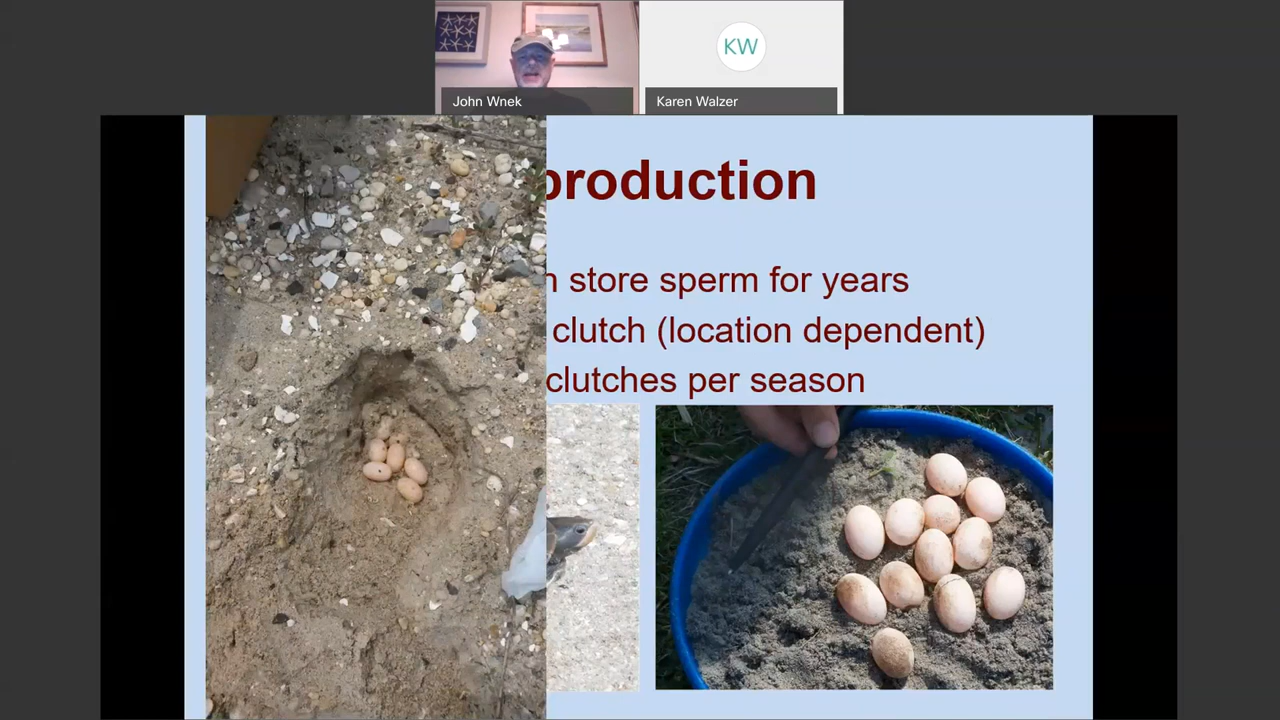 KW
John Wnek
Karen Walzer
production
store sperm for years
clutch (location dependent)
clutches per season